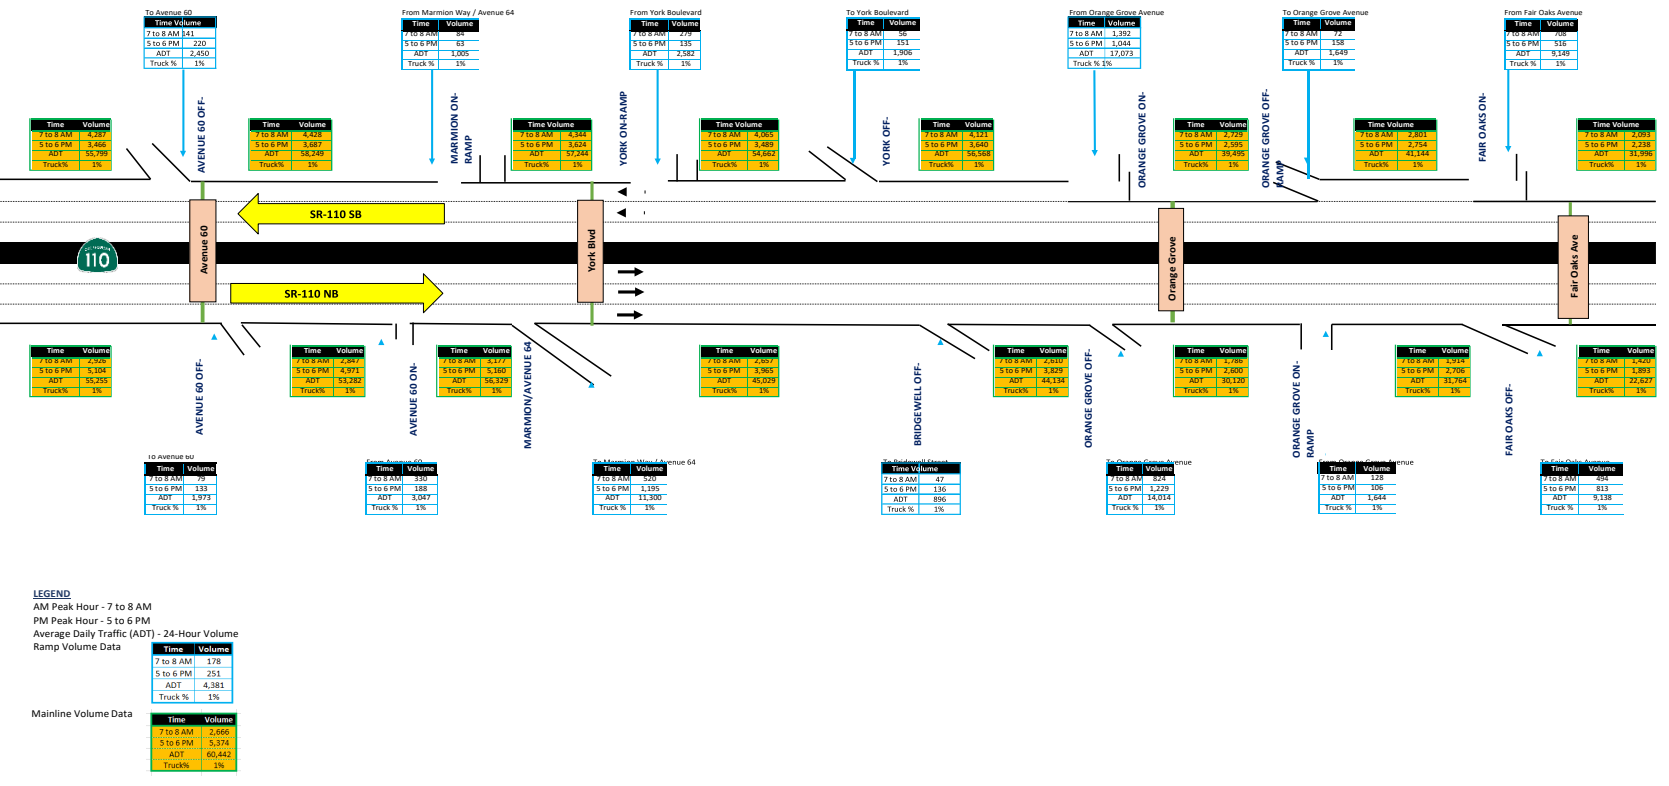 To Avenue 60
Time Volume
7 to 8 AM 141
5 to 6 PM 220
ADT 2,450
Truck % 1%
From Marmion Way / Avenue 64
Time Volume
7 to 8 AM 84
5 to 6 PM 63
ADT 1,005
Truck % 1%
From York Boulevard
Time Volume
7 to 8 AM 279
5 to 6 PM 135
ADT 2,582
Truck % 1%
To York Boulevard
Time Volume
7 to 8 AM 56
5 to 6 PM 151
ADT 1,906
Truck % 1%
From Orange Grove Avenue
Time Volume
7 to 8 AM 1,392
5 to 6 PM 1,044
ADT 17,073
Truck % 1%
To Orange Grove Avenue
Time Volume
7 to 8 AM 72
5 to 6 PM 158
ADT 1,649
Truck % 1%
From Fair Oaks Avenue
Time Volume
7 to 8 AM 708
5 to 6 PM 516
ADT 9,149
Truck % 1%
Time Volume
7 to 8 AM 4,287
5 to 6 PM 3,466
ADT 55,799
Truck% 1%
AVENUE 60 OFF-
Time Volume
7 to 8 AM 4,428
5 to 6 PM 3,687
ADT 58,249
Truck% 1%
MARMION ON-
RAMP
Time Volume
7 to 8 AM 4,344
5 to 6 PM 3,624
ADT 57,244
Truck% 1%
YORK ON-RAMP
Time Volume
7 to 8 AM 4,065
5 to 6 PM 3,489
ADT 54,662
Truck% 1%
YORK OFF-
Time Volume
7 to 8 AM 4,121
5 to 6 PM 3,640
ADT 56,568
Truck% 1%
ORANGE GROVE ON-
Time Volume
7 to 8 AM 2,729
5 to 6 PM 2,595
ADT 39,495
Truck% 1%
ORANGE GROVE OFF-
RAMP
Time Volume
7 to 8 AM 2,801
5 to 6 PM 2,754
ADT 41,144
Truck% 1%
FAIR OAKS ON-
Time Volume
7 to 8 AM 2,093
5 to 6 PM 2,238
ADT 31,996
Truck% 1%
SR-110 SB
110
Avenue 60
York Blvd
Orange Grove
Fair Oaks Ave
SR-110 NB
Time Volume
7 to 8 AM 2,926
5 to 6 PM 5,104
ADT 55,255
Truck% 1%
AVENUE 60 OFF-
Time Volume
7 to 8 AM 2,847
5 to 6 PM 4,971
ADT 53,282
Truck% 1%
AVENUE 60 ON-
Time Volume
7 to 8 AM 3,177
5 to 6 PM 5,160
ADT 56,329
Truck% 1%
MARMION/AVENUE 64
Time Volume
7 to 8 AM 2,657
5 to 6 PM 3,965
ADT 45,029
Truck% 1%
BRIDGEWELL OFF-
Time Volume
7 to 8 AM 2,610
5 to 6 PM 3,829
ADT 44,134
Truck% 1%
ORANGE GROVE OFF-
Time Volume
7 to 8 AM 1,786
5 to 6 PM 2,600
ADT 30,120
Truck% 1%
ORANGE GROVE ON-
RAMP
Time Volume
7 to 8 AM 1,914
5 to 6 PM 2,706
ADT 31,764
Truck% 1%
FAIR OAKS OFF-
Time Volume
7 to 8 AM 1,420
5 to 6 PM 1,893
ADT 22,627
Truck% 1%
To Avenue 60
Time Volume
7 to 8 AM 79
5 to 6 PM 133
ADT 1,973
Truck % 1%
From Avenue 60
Time Volume
7 to 8 AM 330
5 to 6 PM 188
ADT 3,047
Truck % 1%
To Marmion Way / Avenue 64
Time Volume
7 to 8 AM 520
5 to 6 PM 1,195
ADT 11,300
Truck % 1%
To Bridewell Street
Time Volume
7 to 8 AM 47
5 to 6 PM 136
ADT 896
Truck % 1%
To Orange Grove Avenue
Time Volume
7 to 8 AM 824
5 to 6 PM 1,229
ADT 14,014
Truck % 1%
From Orange Grove Avenue
Time Volume
7 to 8 AM 128
5 to 6 PM 106
ADT 1,644
Truck % 1%
To Fair Oaks Avenue
Time Volume
7 to 8 AM 494
5 to 6 PM 813
ADT 9,138
Truck % 1%
LEGEND
AM Peak Hour - 7 to 8 AM
PM Peak Hour - 5 to 6 PM
Average Daily Traffic (ADT) - 24-Hour Volume
Ramp Volume Data
Time Volume
7 to 8 AM 178
5 to 6 PM 251
ADT 4,381
Truck % 1%
Mainline Volume Data
Time Volume
7 to 8 AM 2,666
5 to 6 PM 5,374
ADT 60,442
Truck% 1%